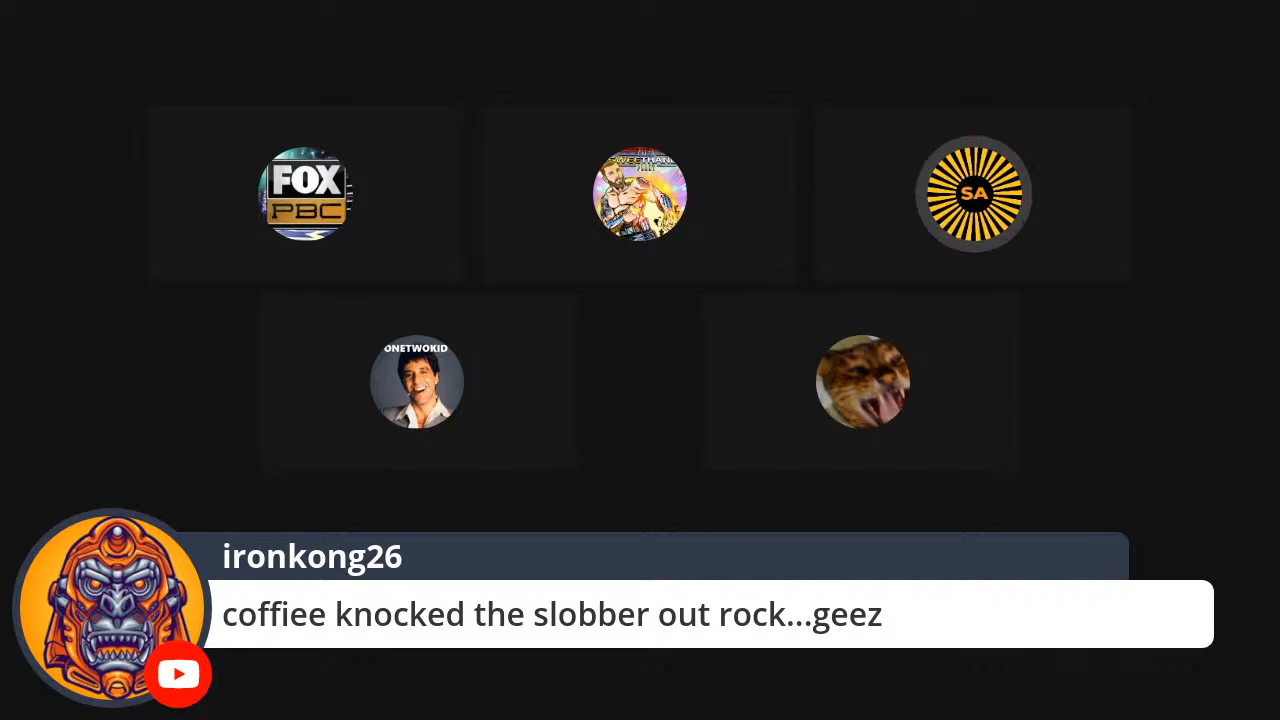 FOX
PBC
SA
ONETWOKID
ironkong26
coffiee knocked the slobber out rock...geez